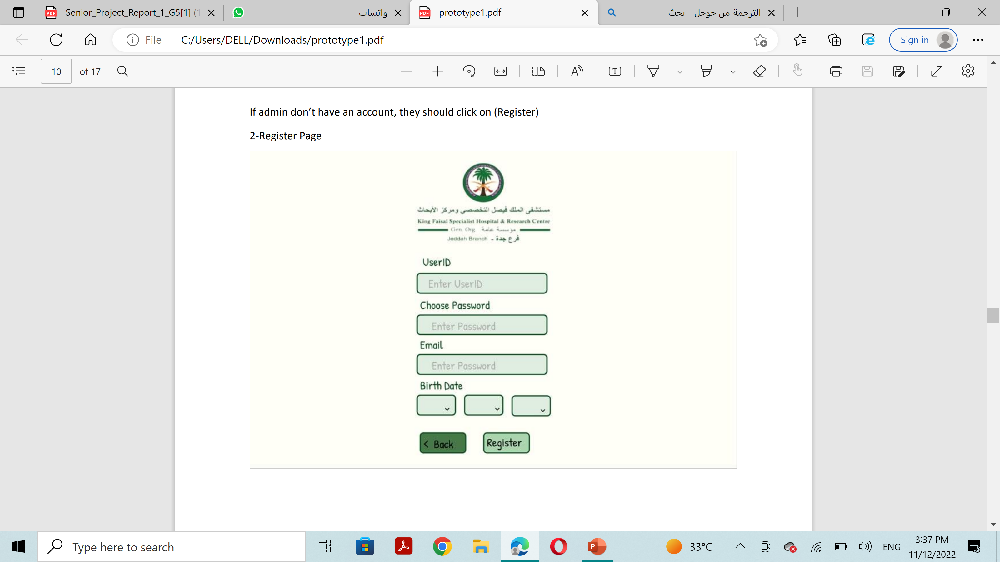 Senior_Project_Report_1_G5[1] (1
واتساب
prototype1.pdf
الترجمة من جوجل - بحث
File
C:/Users/DELL/Downloads/prototype1.pdf
Sign in
10 of 17
If admin don’t have an account, they should click on (Register)
2-Register Page
مستشفى الملك فيصل التخصصي ومركز الأبحاث
King Faisal Specialist Hospital & Research Centre
Gen. Org. مؤسسة عامة
Jeddah Branch - فرع جدة
UserID
Enter UserID
Choose Password
Enter Password
Email
Enter Password
Birth Date
< Back
Register
Type here to search
33°C
ENG
3:37 PM
11/12/2022